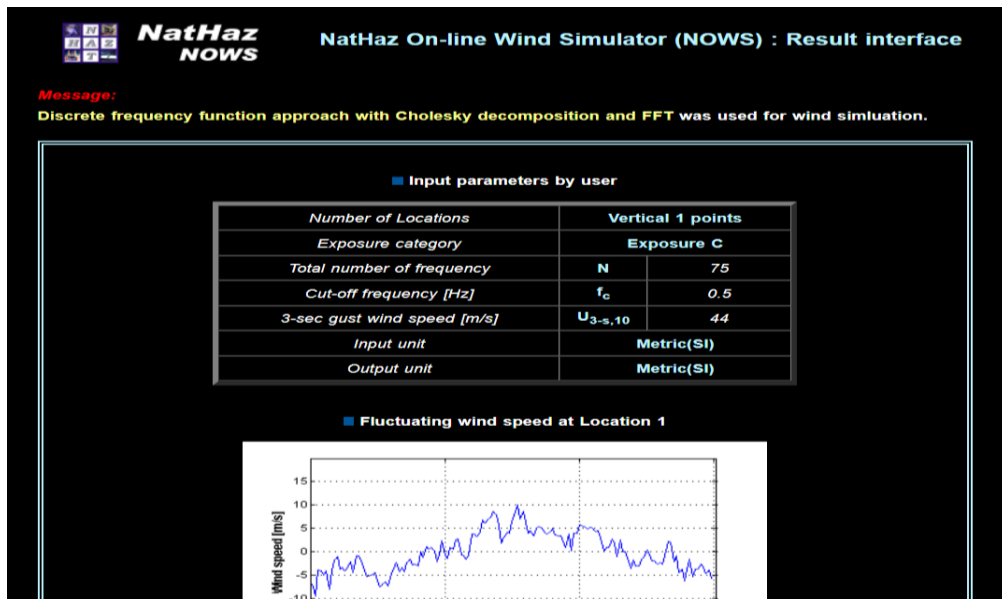 N N
H A Z
T
NatHaz
NOWS
NatHaz On-line Wind Simulator (NOWS) : Result interface
Message:
Discrete frequency function approach with Cholesky decomposition and FFT was used for wind simluation.
Input parameters by user
Number of Locations Vertical 1 points
Exposure category Exposure C
Total number of frequency N 75
Cut-off frequency [Hz] fc 0.5
3-sec gust wind speed [m/s] U3-s,10 44
Input unit Metric(SI)
Output unit Metric(SI)
Fluctuating wind speed at Location 1
Wind speed [m/s]
15
10
5
0
-5
-10